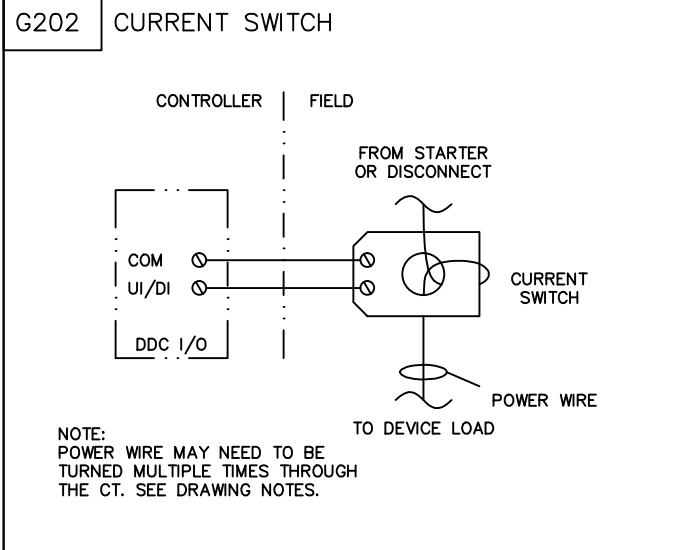 G202 CURRENT SWITCH
CONTROLLER FIELD
FROM STARTER
OR DISCONNECT
COM
UI/DI
DDC I/O
CURRENT
SWITCH
POWER WIRE
TO DEVICE LOAD
NOTE:
POWER WIRE MAY NEED TO BE
TURNED MULTIPLE TIMES THROUGH
THE CT. SEE DRAWING NOTES.